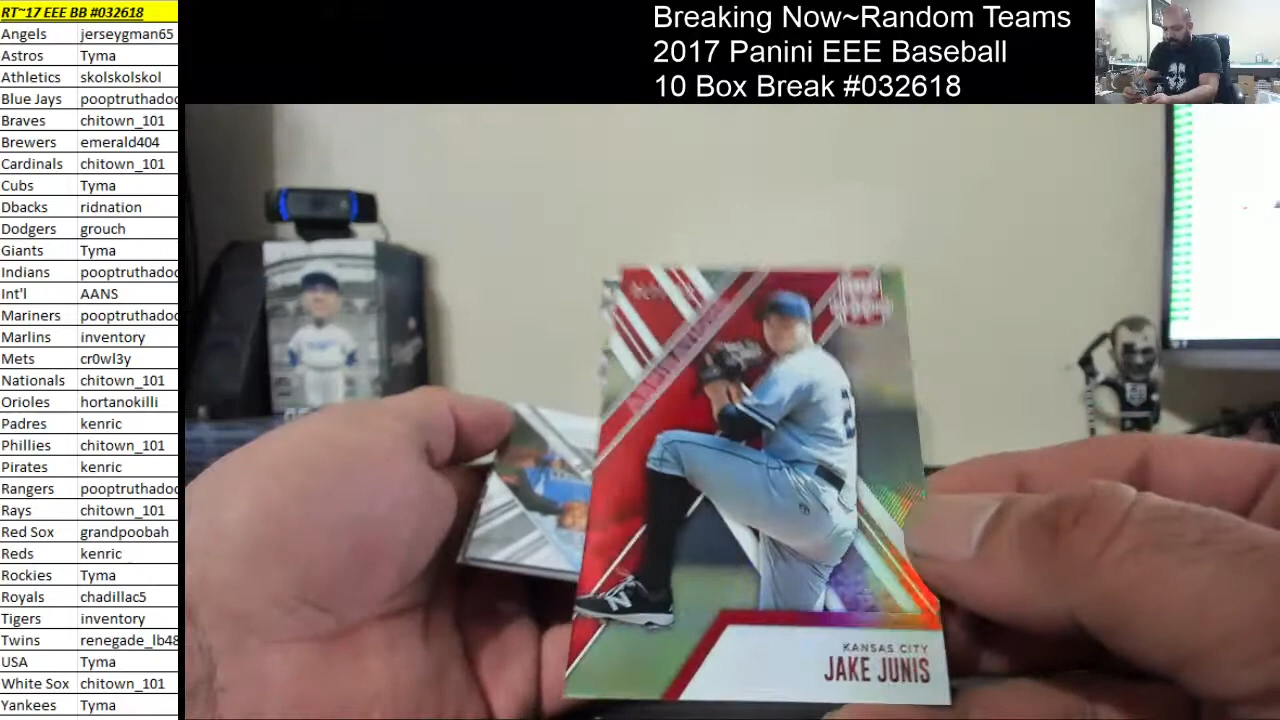 RT~17 EEE BB #032618
Angels jerseygman65
Astros Tyma
Athletics skolskolskol
Blue Jays pooptruthadoc
Braves chitown_101
Brewers emerald404
Cardinals chitown_101
Cubs Tyma
Dbacks ridnation
Dodgers grouch
Giants Tyma
Indians pooptruthadoc
Int'l AANS
Mariners pooptruthadoc
Marlins inventory
Mets cr0wl3y
Nationals chitown_101
Orioles hortanokilli
Padres kenric
Phillies chitown_101
Pirates kenric
Rangers pooptruthadoc
Rays chitown_101
Red Sox grandpoobah
Reds kenric
Rockies Tyma
Royals chadillac5
Tigers inventory
Twins renegade_lb48
USA Tyma
White Sox chitown_101
Yankees Tyma
Breaking Now~Random Teams
2017 Panini EEE Baseball
10 Box Break #032618
KANSAS CITY
JAKE JUNIS